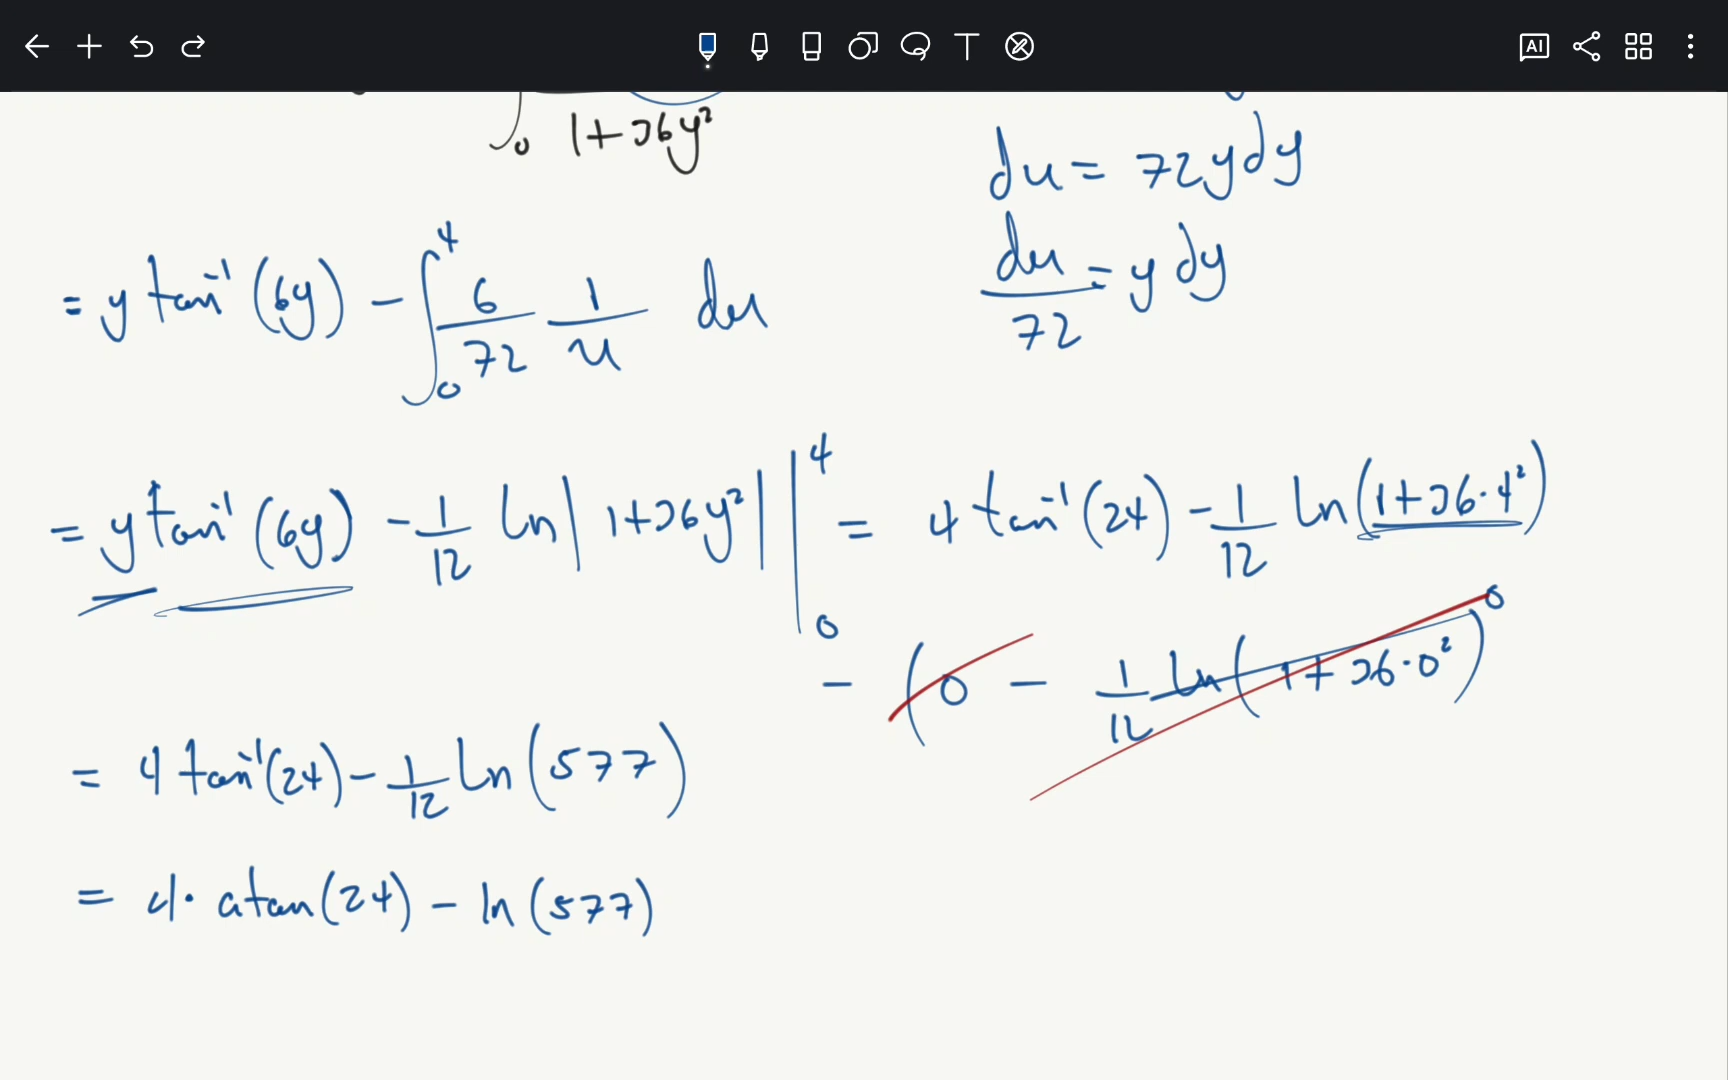 ∫₀ 1+36y²
du = 72y dy
du/72 = y dy
= y tan⁻¹(6y) - ∫₀⁴ 6/72 1/u du
= y tan⁻¹(6y) - 1/12 ln|1+36y²| |₀⁴ = 4 tan⁻¹(24) - 1/12 ln(1+36·4²)
- (0 - 1/12 ln(1+36·0²) 0
= 4 tan⁻¹(24) - 1/12 ln(577)
= 4· atan(24) - ln(577)
AI
T